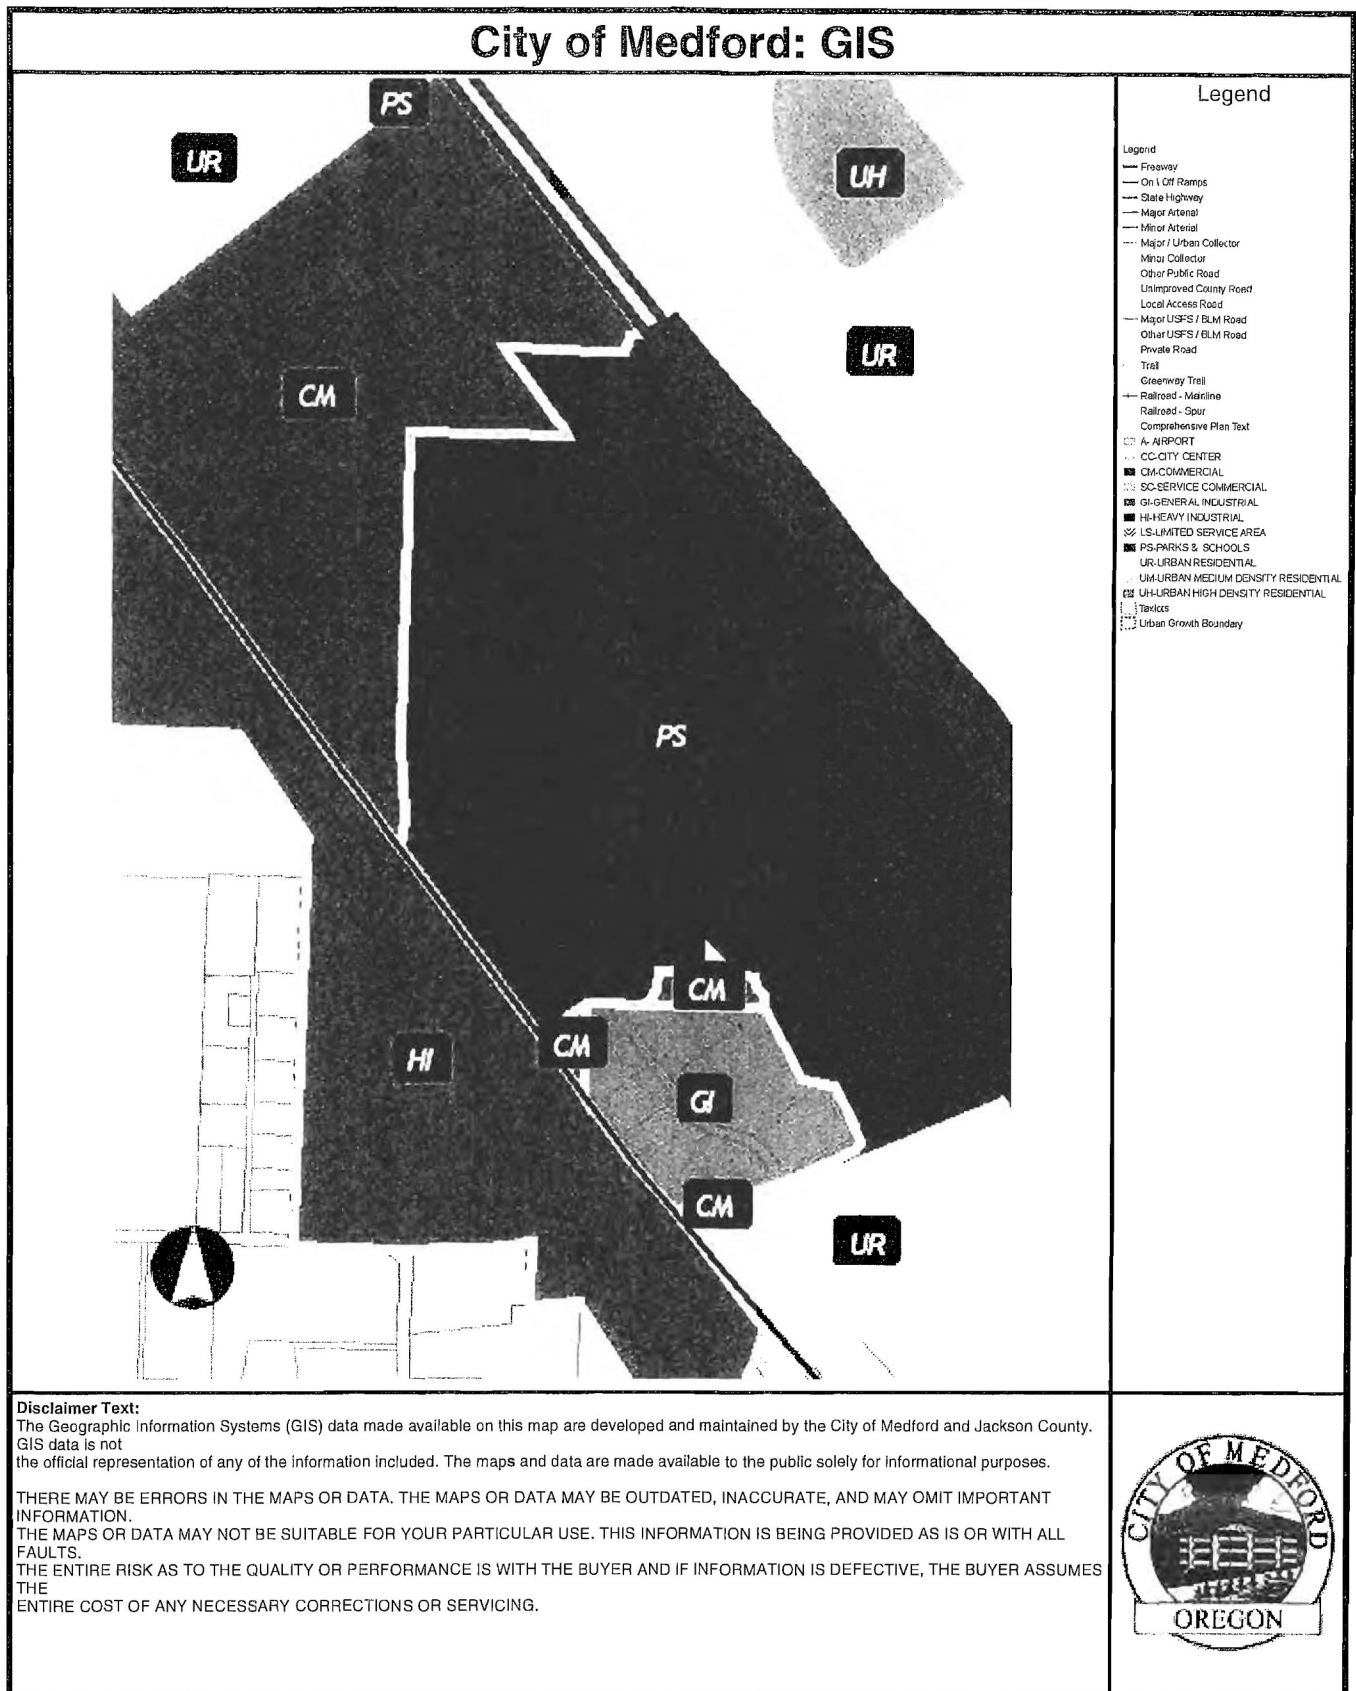 City of Medford: GIS
PS
UR
UH
UR
CM
PS
CM
CM
HI
GI
CM
UR
Legend
Legend
Freeway
On \ Off Ramps
State Highway
Major Arterial
Minor Arterial
Major / Urban Collector
Minor Collector
Other Public Road
Unimproved County Road
Local Access Road
Major USFS / BLM Road
Other USFS / BLM Road
Private Road
Trail
Greenway Trail
Railroad - Mainline
Railroad - Spur
Comprehensive Plan Text
A- AIRPORT
CC-CITY CENTER
CM-COMMERCIAL
SC-SERVICE COMMERCIAL
GI-GENERAL INDUSTRIAL
HI-HEAVY INDUSTRIAL
LS-LIMITED SERVICE AREA
PS-PARKS & SCHOOLS
UR-URBAN RESIDENTIAL
UM-URBAN MEDIUM DENSITY RESIDENTIAL
UH-URBAN HIGH DENSITY RESIDENTIAL
Taxlots
Urban Growth Boundary
Disclaimer Text:
The Geographic Information Systems (GIS) data made available on this map are developed and maintained by the City of Medford and Jackson County.
GIS data is not
the official representation of any of the information included. The maps and data are made available to the public solely for informational purposes.
THERE MAY BE ERRORS IN THE MAPS OR DATA. THE MAPS OR DATA MAY BE OUTDATED, INACCURATE, AND MAY OMIT IMPORTANT
INFORMATION.
THE MAPS OR DATA MAY NOT BE SUITABLE FOR YOUR PARTICULAR USE. THIS INFORMATION IS BEING PROVIDED AS IS OR WITH ALL
FAULTS.
THE ENTIRE RISK AS TO THE QUALITY OR PERFORMANCE IS WITH THE BUYER AND IF INFORMATION IS DEFECTIVE, THE BUYER ASSUMES
THE
ENTIRE COST OF ANY NECESSARY CORRECTIONS OR SERVICING.
CITY OF MEDFORD
OREGON